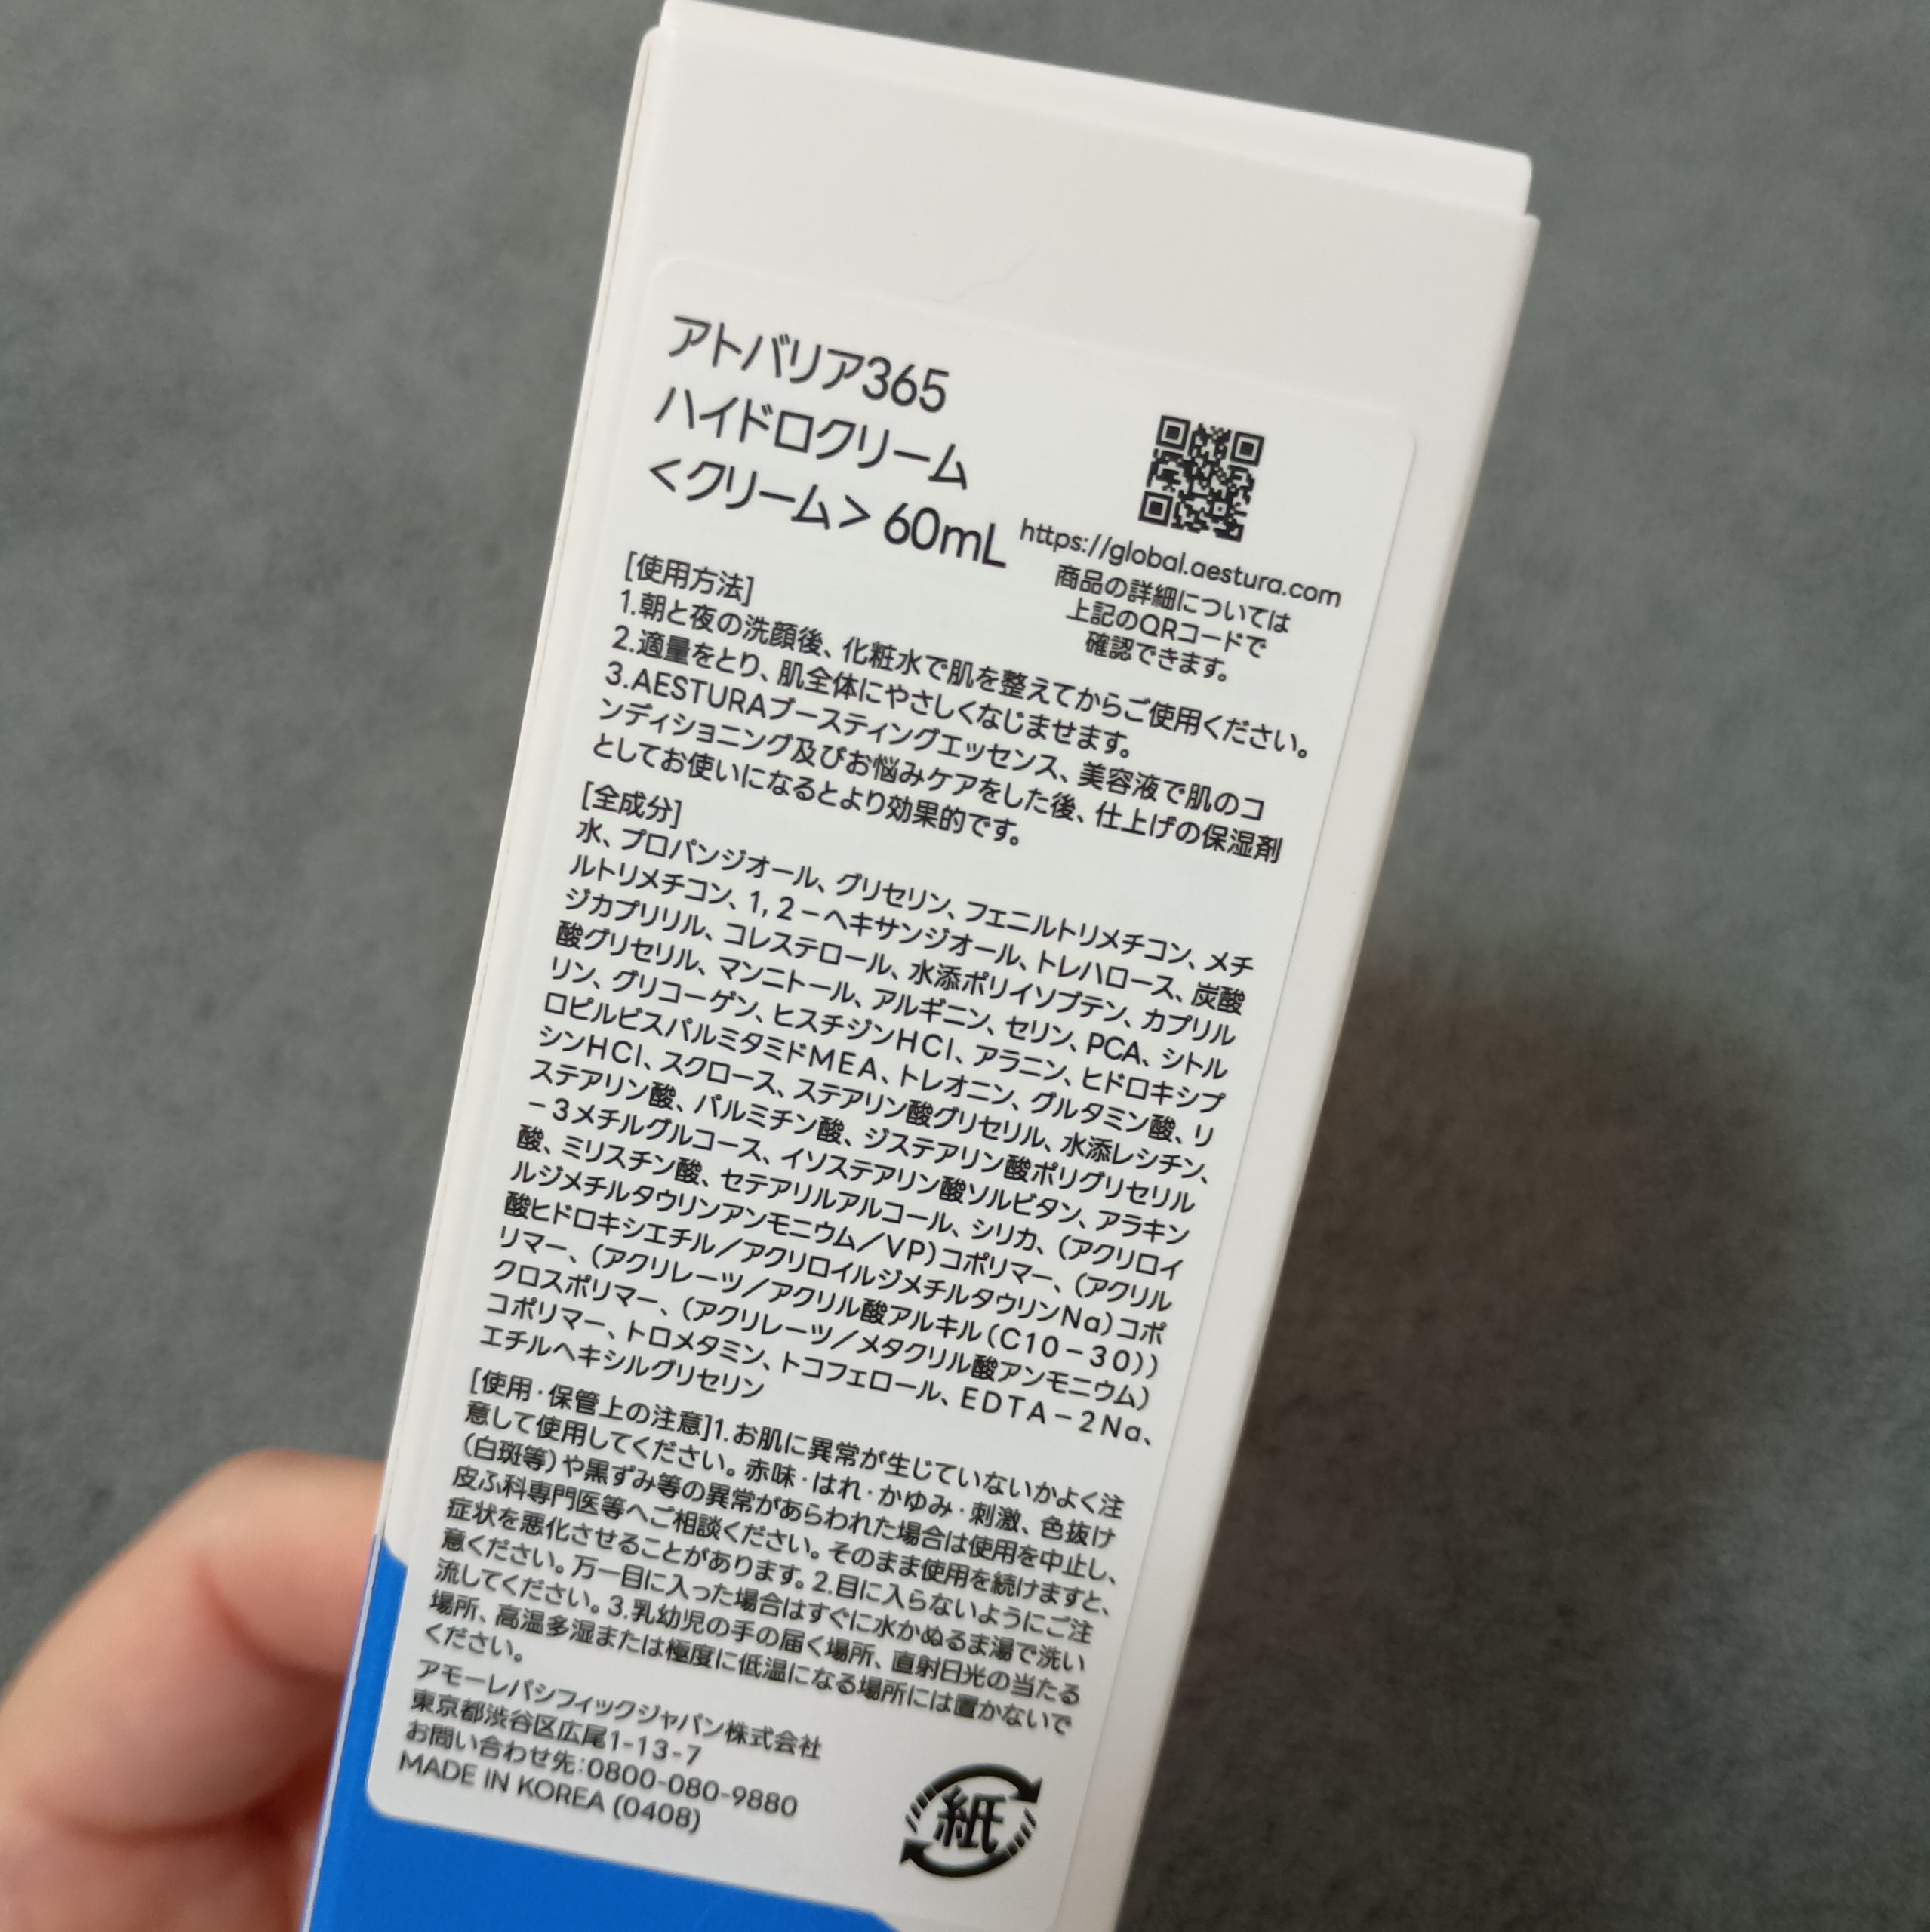 アトバリア365
ハイドロクリーム
＜クリーム＞ 60mL
https://global.aestura.com
商品の詳細については
上記のQRコードで
確認できます。
[使用方法]
1.朝と夜の洗顔後、化粧水で肌を整えてからご使用ください。
2.適量をとり、肌全体にやさしくなじませます。
3.AESTURAブースティングエッセンス、美容液で肌のコ
ンディショニング及びお悩みケアをした後、仕上げの保湿剤
としてお使いになるとより効果的です。
[全成分]
水、プロパンジオール、グリセリン、フェニルトリメチコン、メチ
ルトリメチコン、1,2－ヘキサンジオール、トレハロース、炭酸
ジカプリリル、コレステロール、水添ポリイソブテン、カプリル
酸グリセリル、マンニトール、アルギニン、セリン、PCA、シトル
リン、グリコーゲン、ヒスチジンHCl、アラニン、ヒドロキシプ
ロピルビスパルミタミドMEA、トレオニン、グルタミン酸、リ
シンHCl、スクロース、ステアリン酸グリセリル、水添レシチン、
ステアリン酸、パルミチン酸、ジステアリン酸ポリグリセリル
－3メチルグルコース、イソステアリン酸ソルビタン、アラキン
酸、ミリスチン酸、セテアリルアルコール、シリカ、（アクリロイ
ルジメチルタウリンアンモニウム／VP）コポリマー、（アクリル
酸ヒドロキシエチル／アクリロイルジメチルタウリンNa）コポ
リマー、（アクリレーツ／アクリル酸アルキル（C10－30））
クロスポリマー、（アクリレーツ／メタクリル酸アンモニウム）
コポリマー、トロメタミン、トコフェロール、EDTA－2Na、
エチルヘキシルグリセリン
[使用・保管上の注意]1.お肌に異常が生じていないかよく注
意して使用してください。赤味・はれ・かゆみ・刺激、色抜け
（白斑等）や黒ずみ等の異常があらわれた場合は使用を中止し、
皮ふ科専門医等へご相談ください。そのまま使用を続けますと、
症状を悪化させることがあります。2.目に入らないようにご注
意ください。万一目に入った場合はすぐに水かぬるま湯で洗い
流してください。3.乳幼児の手の届く場所、直射日光の当たる
場所、高温多湿または極度に低温になる場所には置かないで
ください。
アモーレパシフィックジャパン株式会社
東京都渋谷区広尾1-13-7
お問い合わせ先：0800-080-9880
MADE IN KOREA (0408)
紙